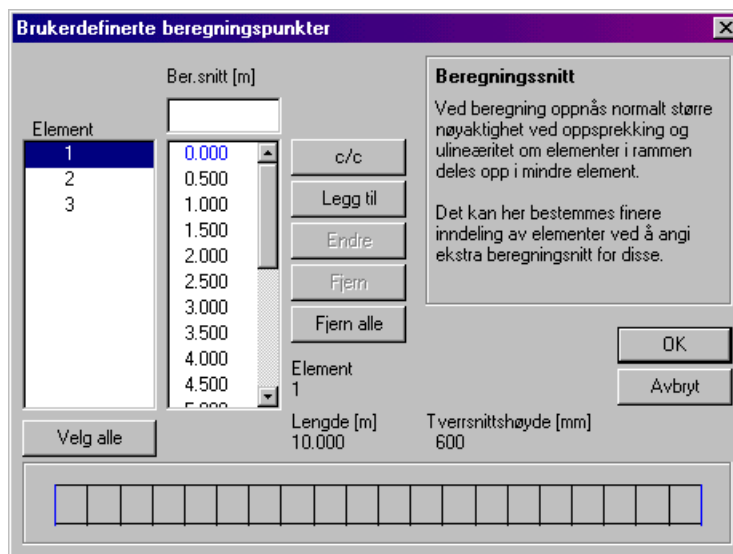 Brukerdefinerte beregningspunkter
Ber.snitt [m]
Element
1
2
3
0.000
0.500
1.000
1.500
2.000
2.500
3.000
3.500
4.000
4.500
5.000
c/c
Legg til
Endre
Fjern
Fjern alle
Element
1
Lengde [m]
10.000
Tverrsnittshøyde [mm]
600
Velg alle
Beregningssnitt
Ved beregning oppnås normalt større
nøyaktighet ved oppsprekking og
ulineæritet om elementer i rammen
deles opp i mindre element.
Det kan her bestemmes finere
inndeling av elementer ved å angi
ekstra beregningsnitt for disse.
OK
Avbryt